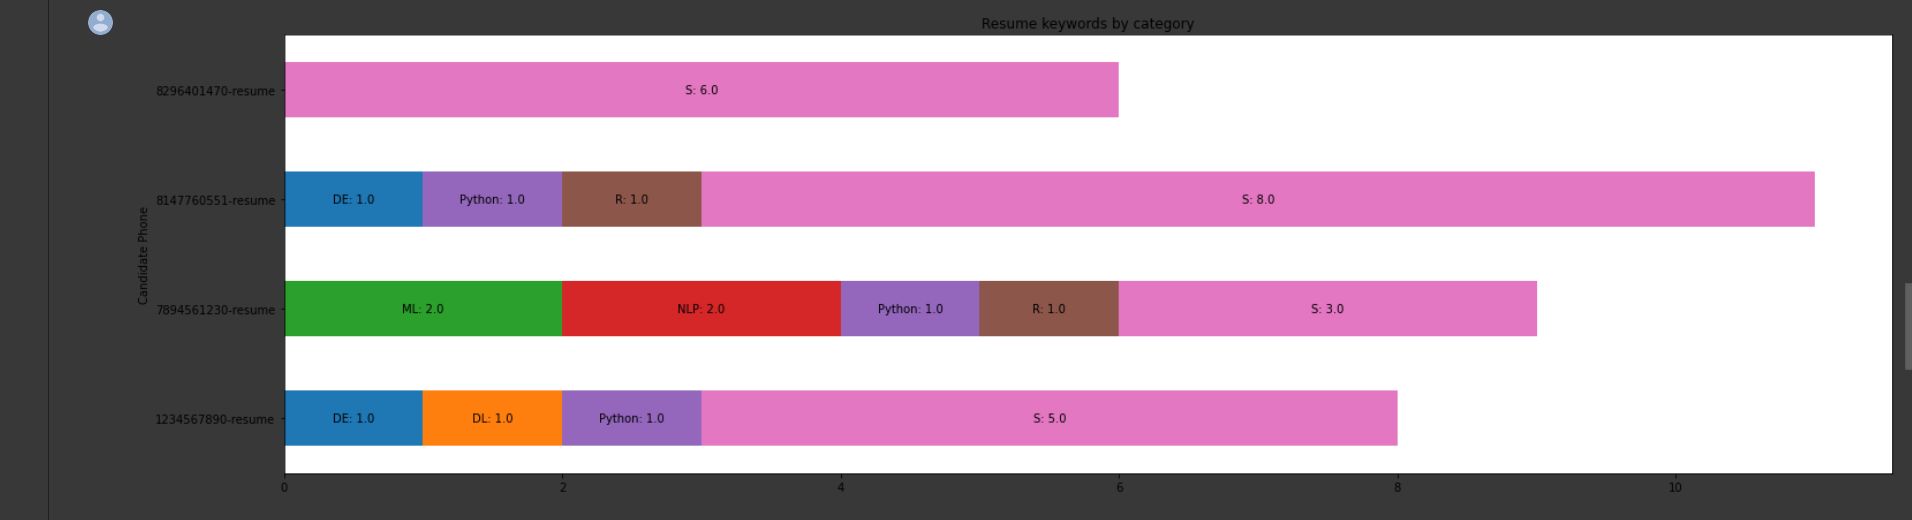 Resume keywords by category
Candidate Phone
8296401470-resume
S: 6.0
8147760551-resume
DE: 1.0
Python: 1.0
R: 1.0
S: 8.0
7894561230-resume
ML: 2.0
NLP: 2.0
Python: 1.0
R: 1.0
S: 3.0
1234567890-resume
DE: 1.0
DL: 1.0
Python: 1.0
S: 5.0
0 2 4 6 8 10